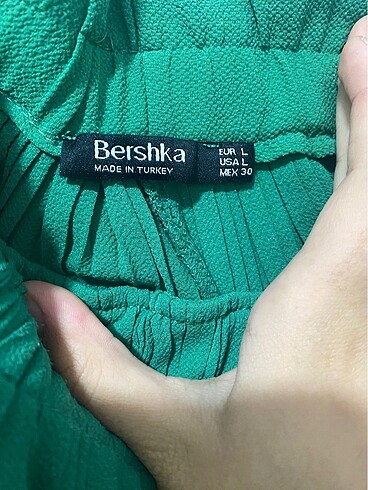 Bershka
MADE IN TURKEY
EUR L
USA L
MEX 30